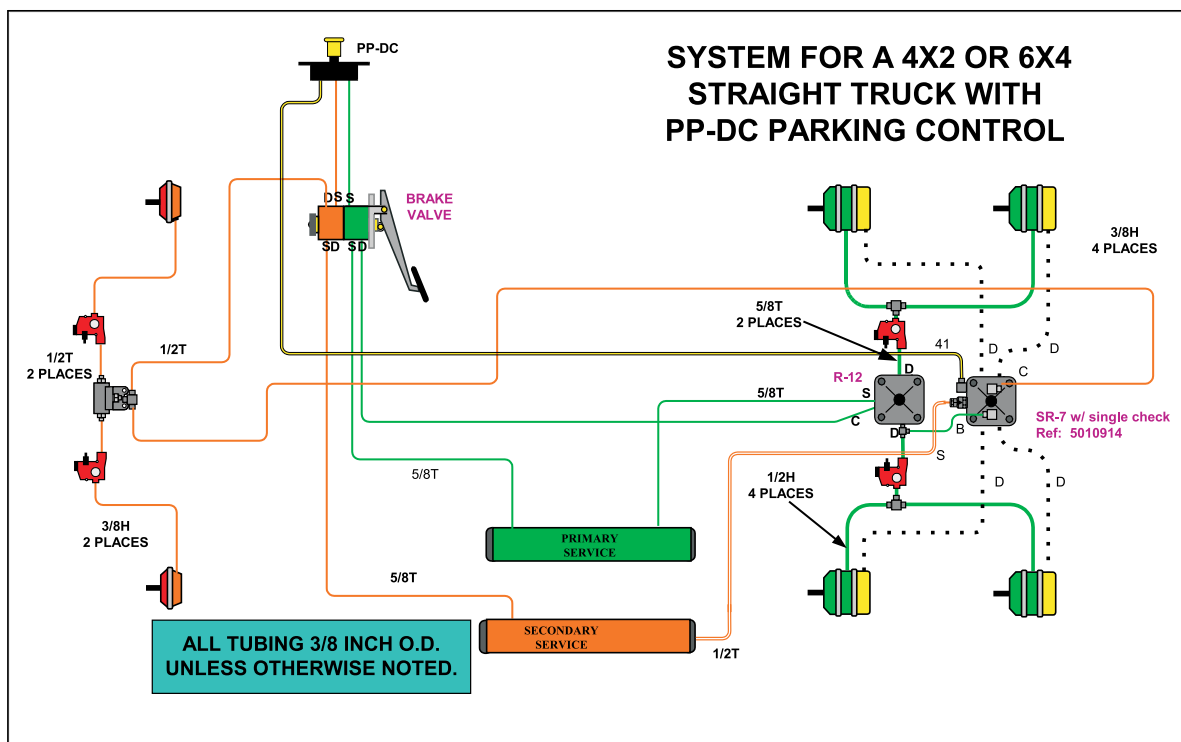 SYSTEM FOR A 4X2 OR 6X4
STRAIGHT TRUCK WITH
PP-DC PARKING CONTROL
PP-DC
D S S
BRAKE
VALVE
S D S D
3/8H
4 PLACES
5/8T
2 PLACES
41
1/2T
2 PLACES
1/2T
D
D
C
R-12
D
S
5/8T
C
SR-7 w/ single check
Ref: 5010914
D
B
S
5/8T
D
D
1/2H
4 PLACES
3/8H
2 PLACES
PRIMARY
SERVICE
5/8T
SECONDARY
SERVICE
1/2T
ALL TUBING 3/8 INCH O.D.
UNLESS OTHERWISE NOTED.